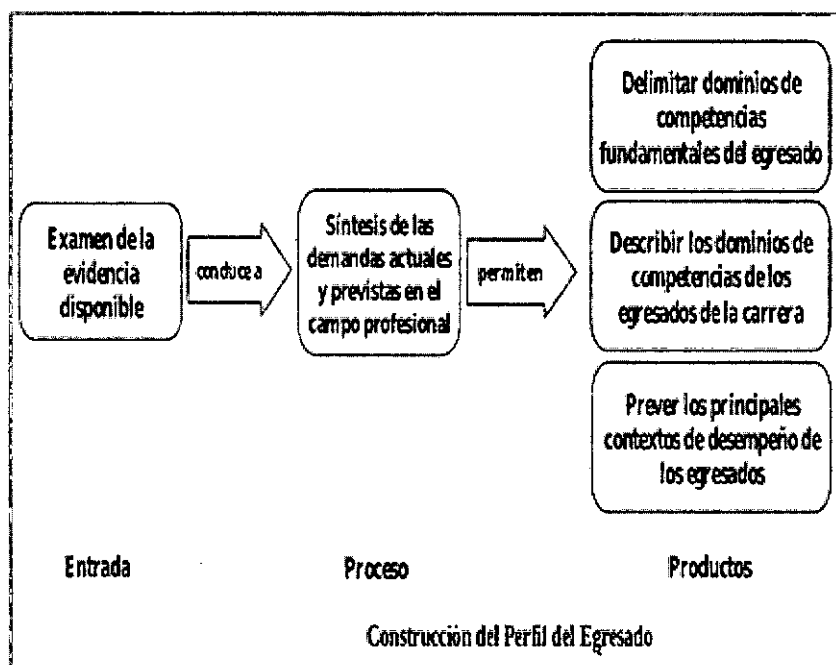 Examen de la
evidencia
disponible
conduce a
Síntesis de las
demandas actuales
y previstas en el
campo profesional
permiten
Delimitar dominios de
competencias
fundamentales del egresado
Describir los dominios de
competencias de los
egresados de la carrera
Prever los principales
contextos de desempeño de
los egresados
Entrada
Proceso
Productos
Construcción del Perfil del Egresado